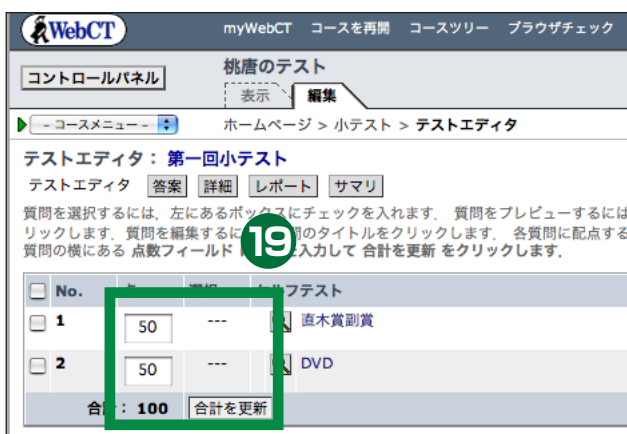 WebCT
myWebCT コースを再開 コースツリー ブラウザチェック
コントロールパネル
桃唐のテスト
表示 編集
- コースメニュー -
ホームページ > 小テスト > テストエディタ
テストエディタ： 第一回小テスト
テストエディタ 答案 詳細 レポート サマリ
質問を選択するには，左にあるボックスにチェックを入れます． 質問をプレビューするには
リックします．質問を編集するに 問のタイトルをクリックします． 各質問に配点する
質問の横にある 点数フィールド を入力して 合計を更新 をクリックします．
19
No. セルフテスト
1 50 --- 直木賞副賞
2 50 --- DVD
合 : 100 合計を更新